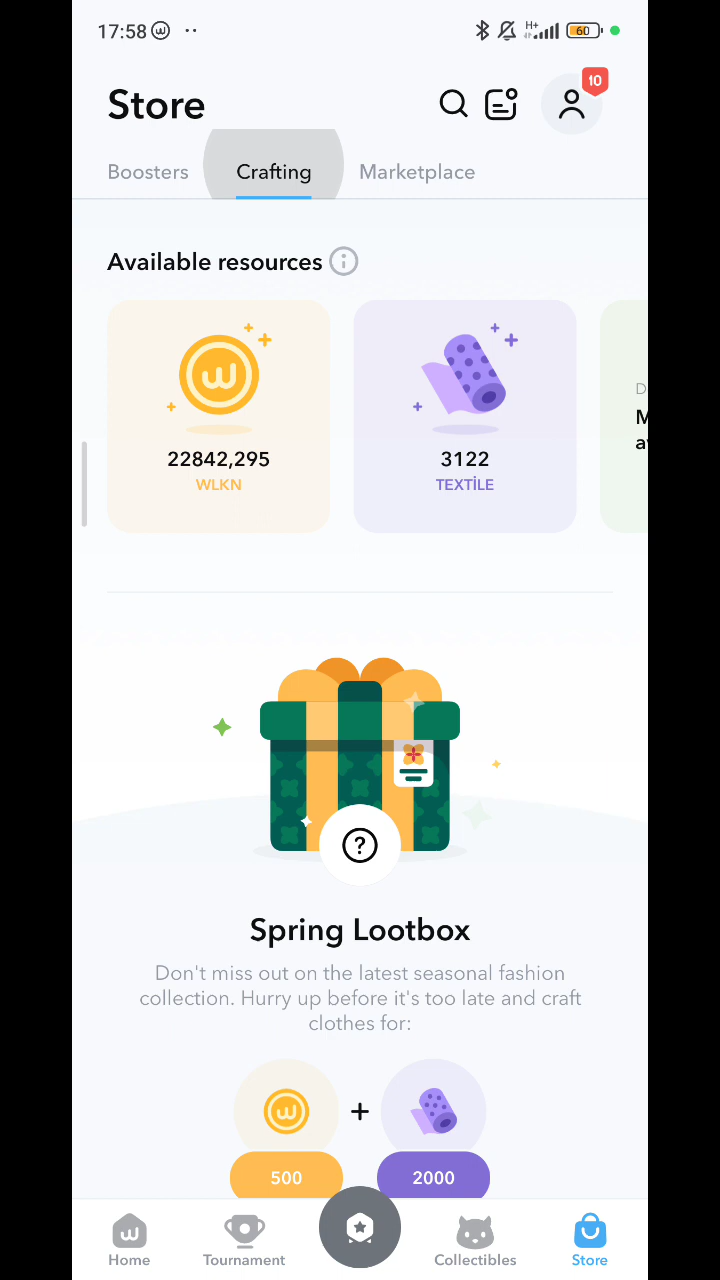 17:58
H+
60
Store
10
Boosters
Crafting
Marketplace
Available resources
22842,295
WLKN
3122
TEXTİLE
Spring Lootbox
Don't miss out on the latest seasonal fashion
collection. Hurry up before it's too late and craft
clothes for:
+
500
2000
Home
Tournament
Collectibles
Store